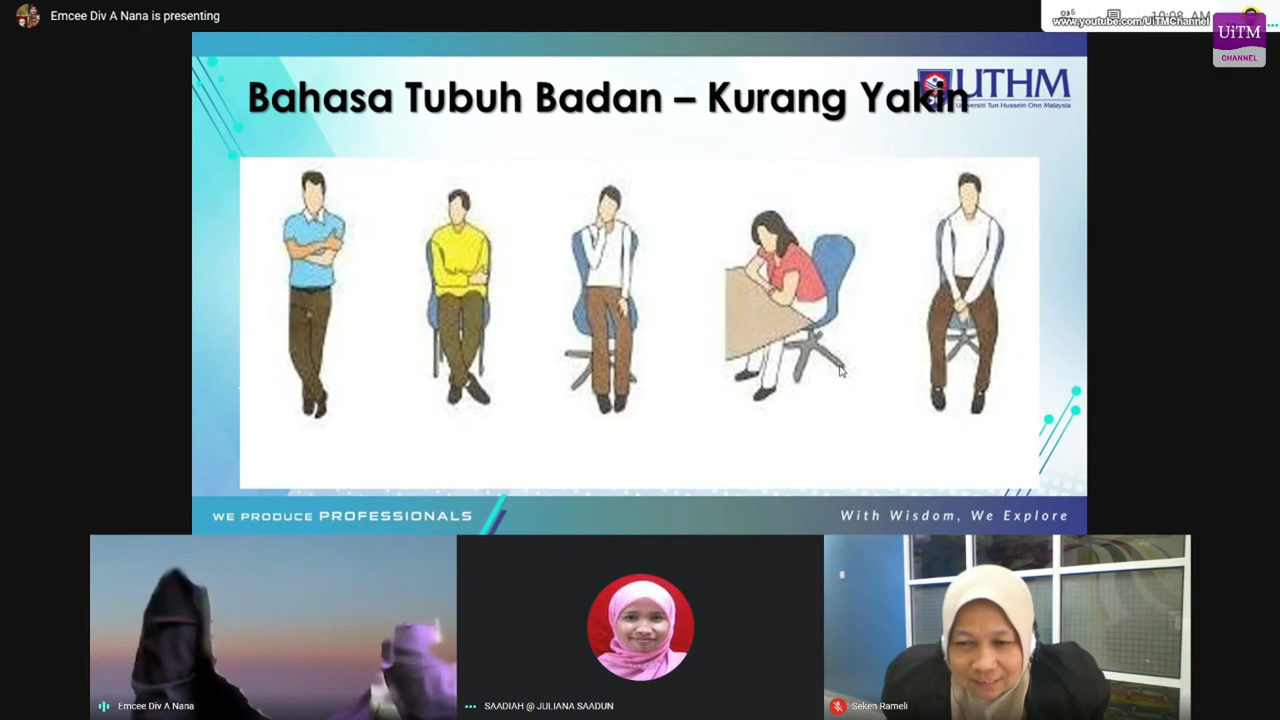 Emcee Div A Nana is presenting
www.youtube.com/UiTMChannel
UiTM
CHANNEL
Bahasa Tubuh Badan – Kurang Yakin
UTHM
Universiti Tun Hussein Onn Malaysia
WE PRODUCE PROFESSIONALS
With Wisdom, We Explore
Emcee Div A Nana
SAADIAH @ JULIANA SAADUN
Seken Rameli